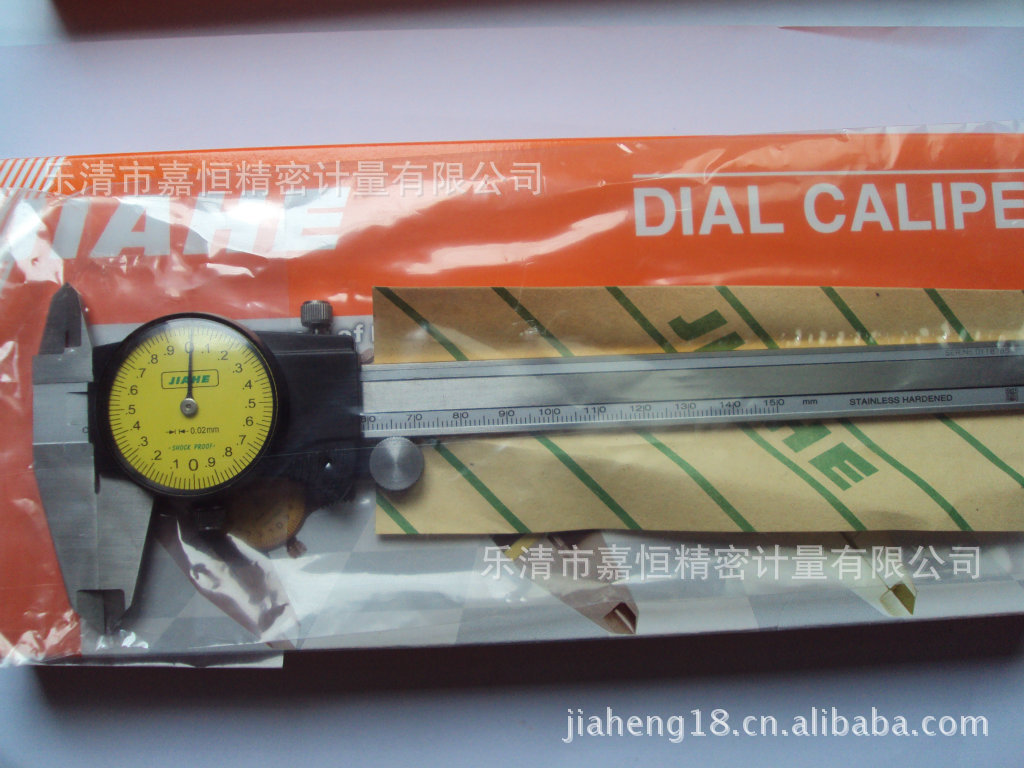 乐清市嘉恒精密计量有限公司
JIAHE
DIAL CALIPE
of
0 .1 .2 .3 .4 .5 .6 .7 .8 .9 0 .1 .2 .3 .4 .5 .6 .7 .8 .9
JIAHE
0.02mm
-SHOCK PROOF-
70 80 90 100 110 120 130 140 150 mm
STAINLESS HARDENED
JIAHE
乐清市嘉恒精密计量有限公司
jiaheng18.cn.alibaba.com